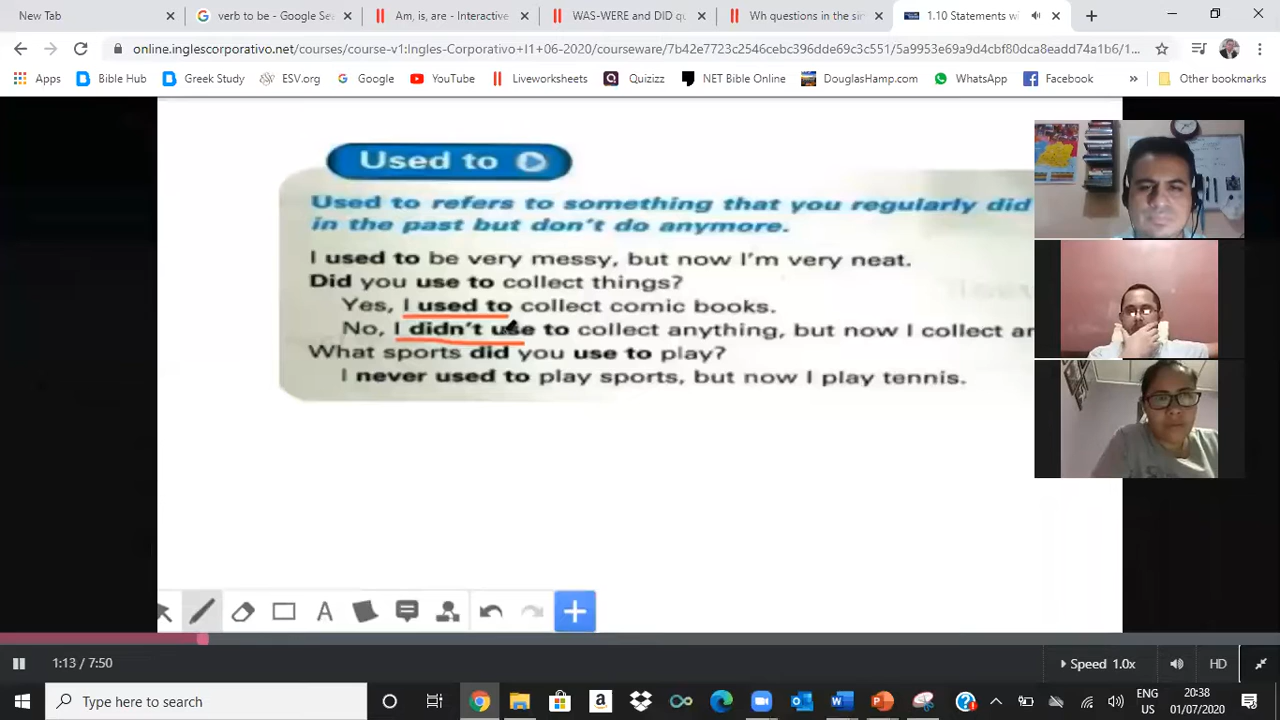 New Tab
verb to be - Google Se
Am, is, are - Interactive
WAS-WERE and DID qu
Wh questions in the sin
1.10 Statements wi
online.inglescorporativo.net/courses/course-v1:Ingles-Corporativo+I1+06-2020/courseware/7b42e7723c2546ebc396dde69c3c551/5a9953e69a9d4cbf80dca8eadd74a1b6/1...
Apps
Bible Hub
Greek Study
ESV.org
Google
YouTube
Liveworksheets
Quizizz
NET Bible Online
DouglasHamp.com
WhatsApp
Facebook
»
Other bookmarks
Used to
Used to refers to something that you regularly did
in the past but don't do anymore.
I used to be very messy, but now I'm very neat.
Did you use to collect things?
Yes, I used to collect comic books.
No, I didn't use to collect anything, but now I collect ar
What sports did you use to play?
I never used to play sports, but now I play tennis.
1:13 / 7:50
Speed 1.0x
HD
Type here to search
ENG
US
20:38
01/07/2020